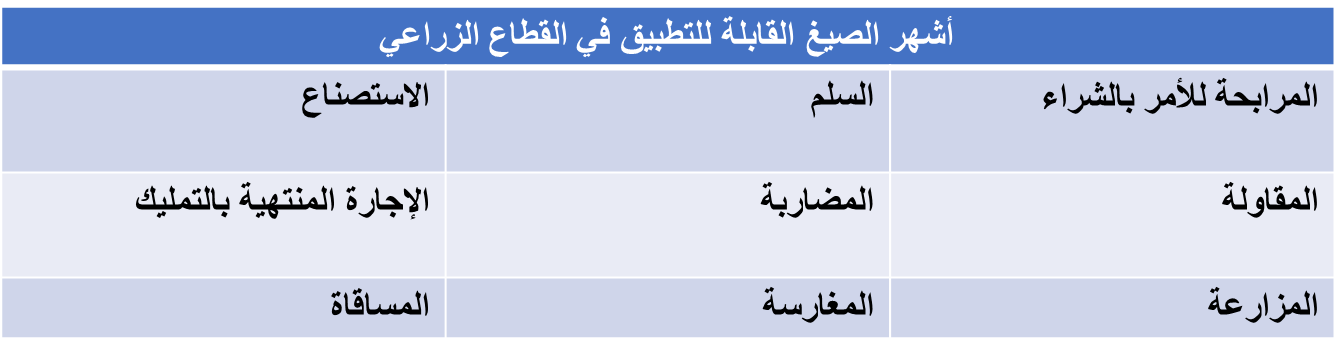 أشهر الصيغ القابلة للتطبيق في القطاع الزراعي
المرابحة للأمر بالشراء
السلم
الاستصناع
المقاولة
المضاربة
الإجارة المنتهية بالتمليك
المزارعة
المغارسة
المساقاة